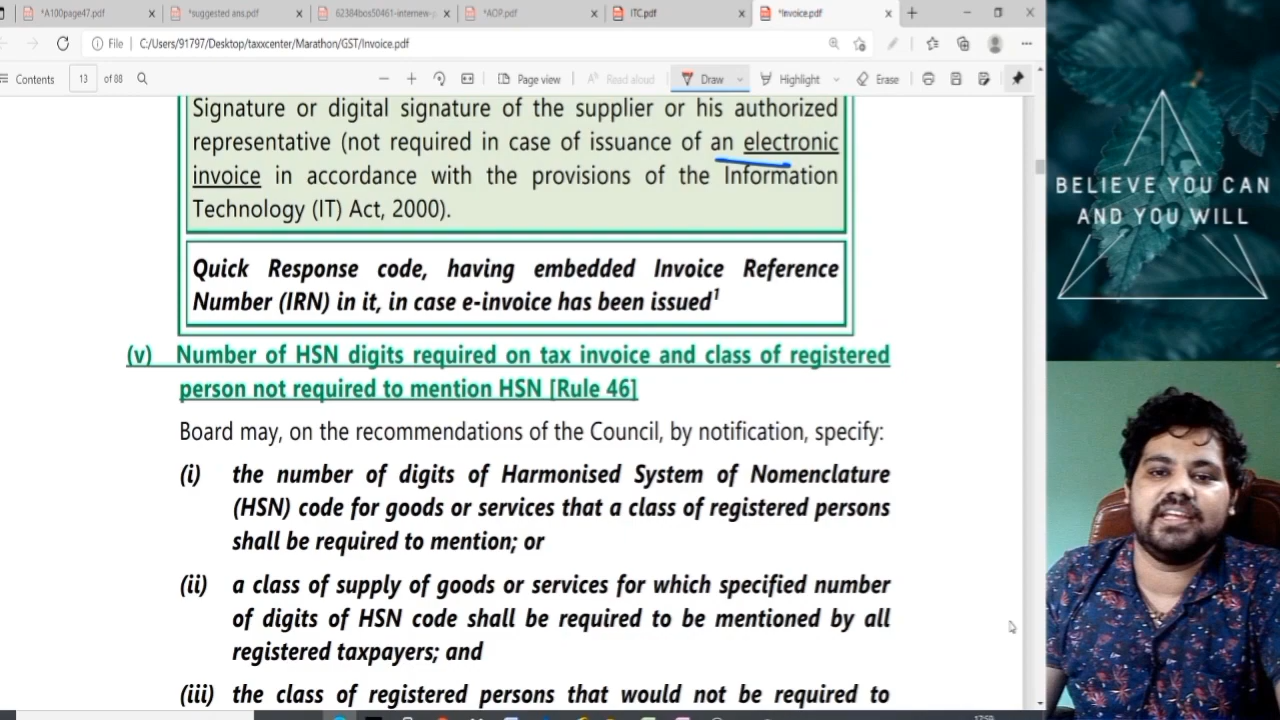 *A100page47.pdf
*suggested ans.pdf
62384bos50461-internew-p
*AOP.pdf
ITC.pdf
*Invoice.pdf
File C:/Users/91797/Desktop/taxxcenter/Marathon/GST/Invoice.pdf
Contents 13 of 88 Page view Read aloud Draw Highlight Erase
Signature or digital signature of the supplier or his authorized
representative (not required in case of issuance of an electronic
invoice in accordance with the provisions of the Information
Technology (IT) Act, 2000).
Quick Response code, having embedded Invoice Reference
Number (IRN) in it, in case e-invoice has been issued1
(v) Number of HSN digits required on tax invoice and class of registered
person not required to mention HSN [Rule 46]
Board may, on the recommendations of the Council, by notification, specify:
(i) the number of digits of Harmonised System of Nomenclature
(HSN) code for goods or services that a class of registered persons
shall be required to mention; or
(ii) a class of supply of goods or services for which specified number
of digits of HSN code shall be required to be mentioned by all
registered taxpayers; and
(iii) the class of registered persons that would not be required to
BELIEVE YOU CAN
AND YOU WILL